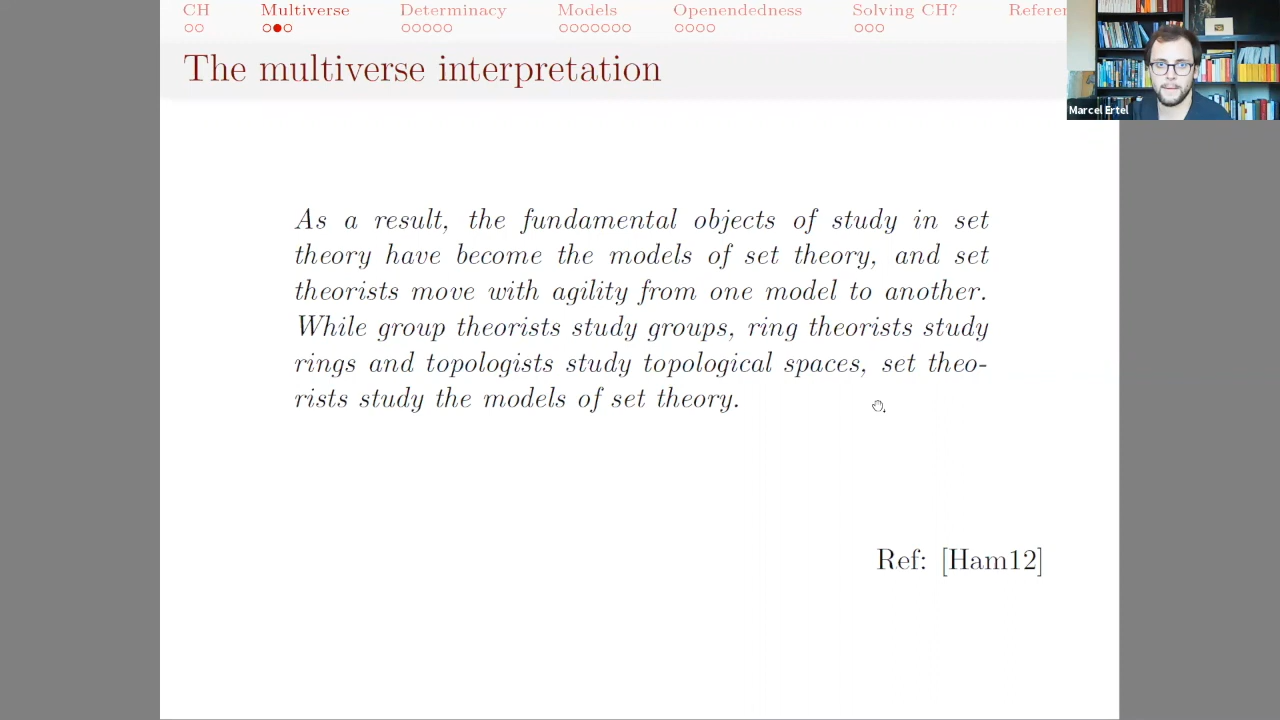 CH Multiverse Determinacy Models Openendedness Solving CH? Referen
The multiverse interpretation
Marcel Ertel
As a result, the fundamental objects of study in set
theory have become the models of set theory, and set
theorists move with agility from one model to another.
While group theorists study groups, ring theorists study
rings and topologists study topological spaces, set theo-
rists study the models of set theory.
Ref: [Ham12]